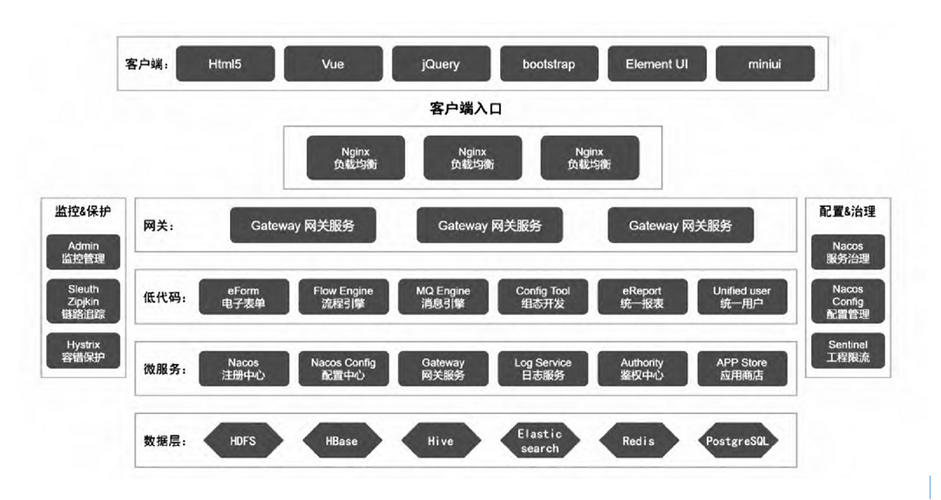 客户端： Html5 Vue jQuery bootstrap Element UI miniui
客户端入口
Nginx
负载均衡
Nginx
负载均衡
Nginx
负载均衡
监控&保护
Admin
监控管理
Sleuth
Zipjkin
链路追踪
Hystrix
容错保护
网关： Gateway 网关服务 Gateway 网关服务 Gateway 网关服务
低代码：
eForm
电子表单
Flow Engine
流程引擎
MQ Engine
消息引擎
Config Tool
组态开发
eReport
统一报表
Unified user
统一用户
微服务：
Nacos
注册中心
Nacos Config
配置中心
Gateway
网关服务
Log Service
日志服务
Authority
鉴权中心
APP Store
应用商店
数据层： HDFS HBase Hive
Elastic
search
Redis PostgreSQL
配置&治理
Nacos
服务治理
Nacos
Config
配置管理
Sentinel
工程限流